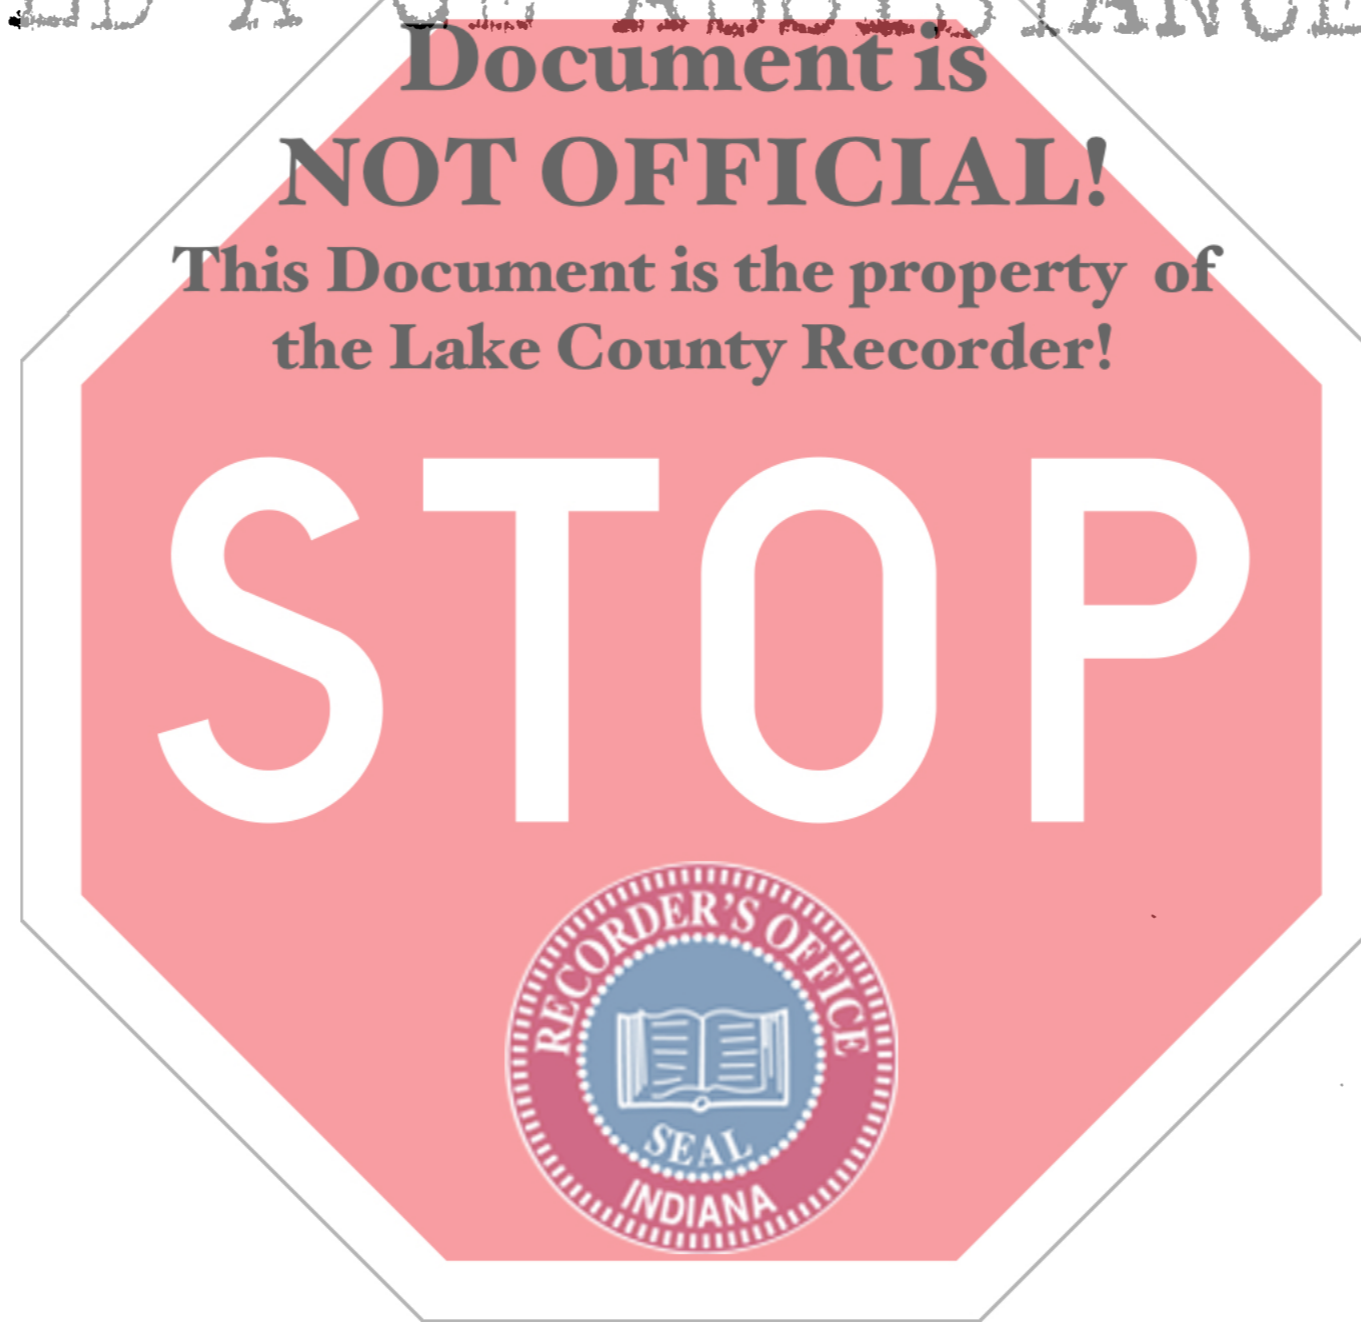 Document is
NOT OFFICIAL!
This Document is the property of
the Lake County Recorder!
STOP
RECORDER'S OFFICE
SEAL
INDIANA